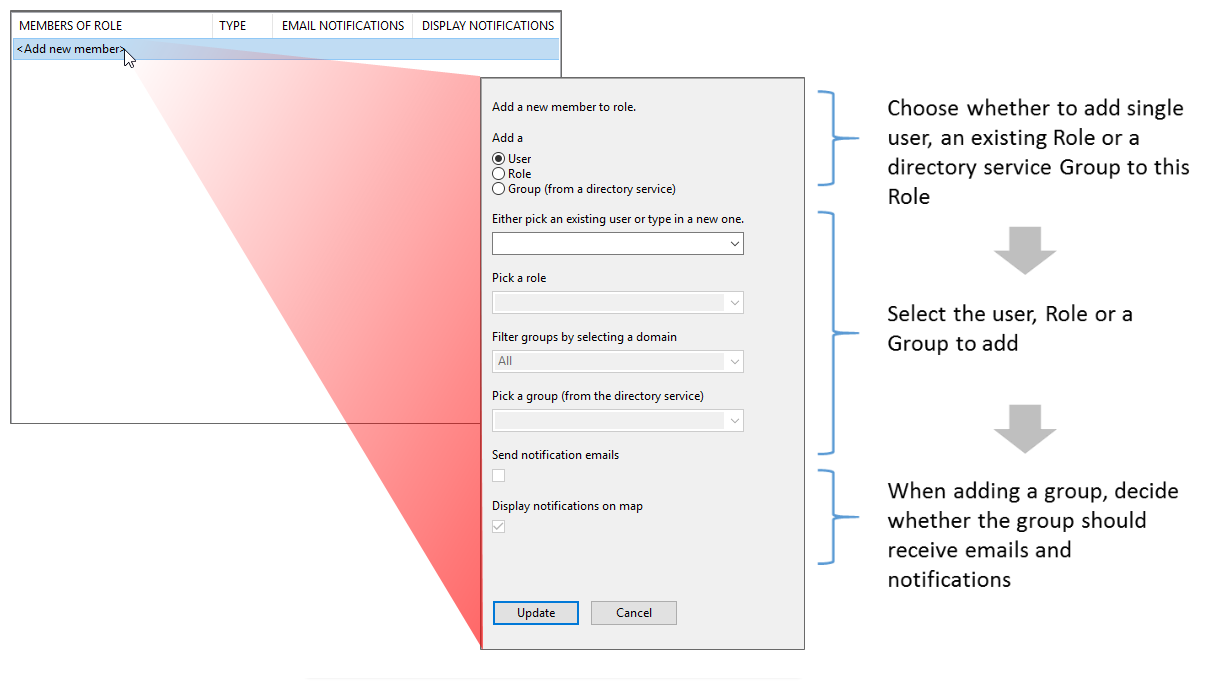 MEMBERS OF ROLE TYPE EMAIL NOTIFICATIONS DISPLAY NOTIFICATIONS
<Add new member>
Add a new member to role.
Add a
User
Role
Group (from a directory service)
Either pick an existing user or type in a new one.
Pick a role
Filter groups by selecting a domain
All
Pick a group (from the directory service)
Send notification emails
Display notifications on map
Update Cancel
Choose whether to add single
user, an existing Role or a
directory service Group to this
Role
Select the user, Role or a
Group to add
When adding a group, decide
whether the group should
receive emails and
notifications